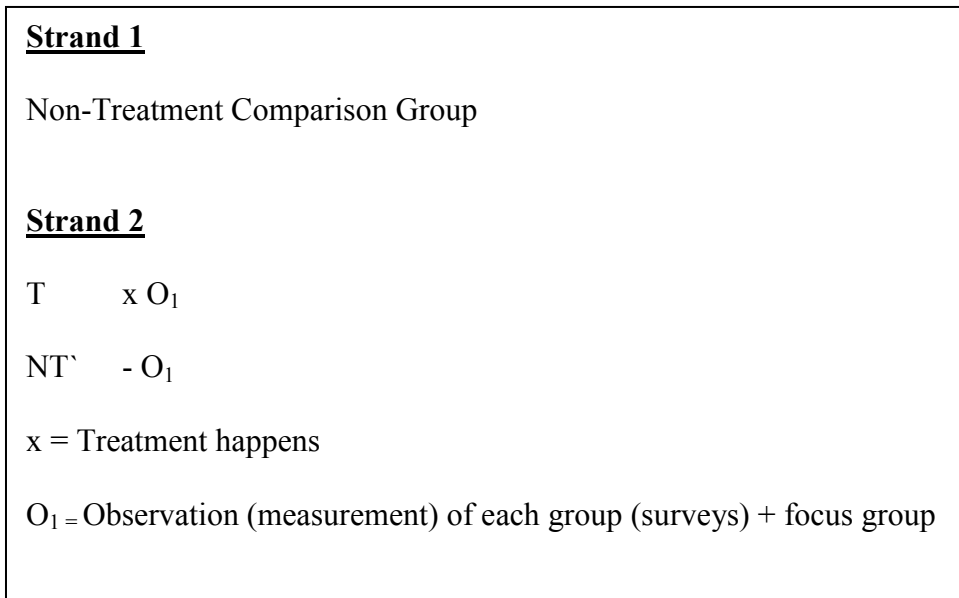 Strand 1
Non-Treatment Comparison Group
Strand 2
T x O₁
NT` - O₁
x = Treatment happens
O₁ = Observation (measurement) of each group (surveys) + focus group